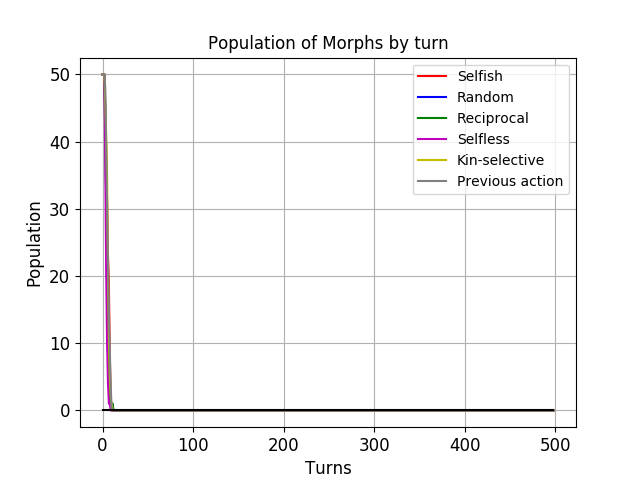 Population of Morphs by turn
Population
50
40
30
20
10
0
0 100 200 300 400 500
Turns
Selfish
Random
Reciprocal
Selfless
Kin-selective
Previous action